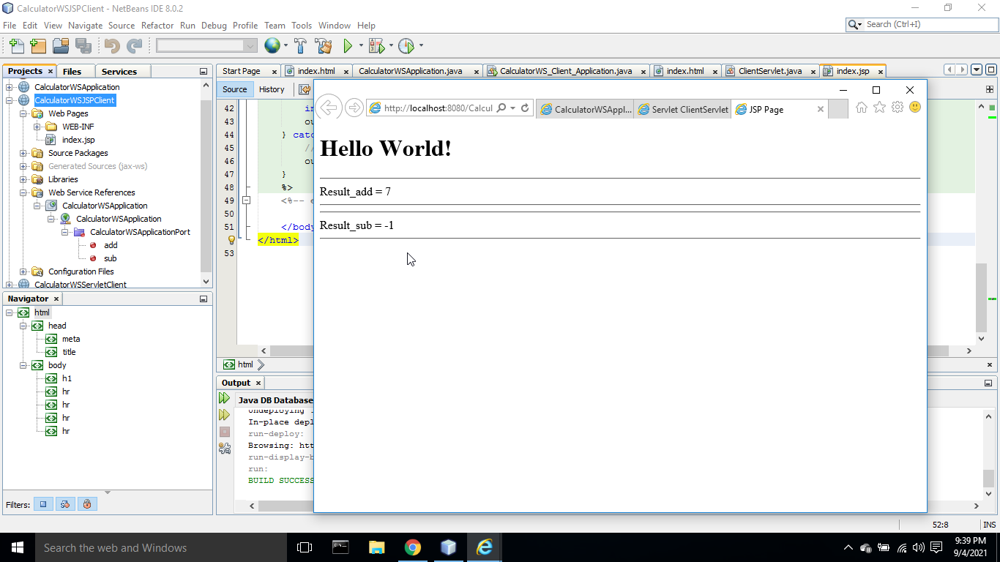 CalculatorWSJSPClient - NetBeans IDE 8.0.2
File Edit View Navigate Source Refactor Run Debug Profile Team Tools Window Help
Search (Ctrl+I)
Projects Files Services
CalculatorWSApplication
CalculatorWSJSPClient
Web Pages
WEB-INF
index.jsp
Source Packages
Generated Sources (jax-ws)
Libraries
Web Service References
CalculatorWSApplication
CalculatorWSApplication
CalculatorWSApplicationPort
add
sub
Configuration Files
CalculatorWSServletClient
Navigator
html
head
meta
title
body
h1
hr
hr
hr
hr
Filters:
Start Page index.html CalculatorWSApplication.java CalculatorWS_Client_Application.java index.html ClientServlet.java index.jsp
Source History
42 in
43 ou
44 } catc
45 //
46 ou
47 }
48 %>
49 <%-- e
50
51 </body
52 </html>
53
html
Output
Java DB Database
In-place depl
run-deploy:
Browsing: htt
run-display-b
run:
BUILD SUCCESS
http://localhost:8080/Calcul
CalculatorWSAppl...
Servlet ClientServlet
JSP Page
Hello World!
Result_add = 7
Result_sub = -1
52:8 INS
Search the web and Windows
9:39 PM
9/4/2021